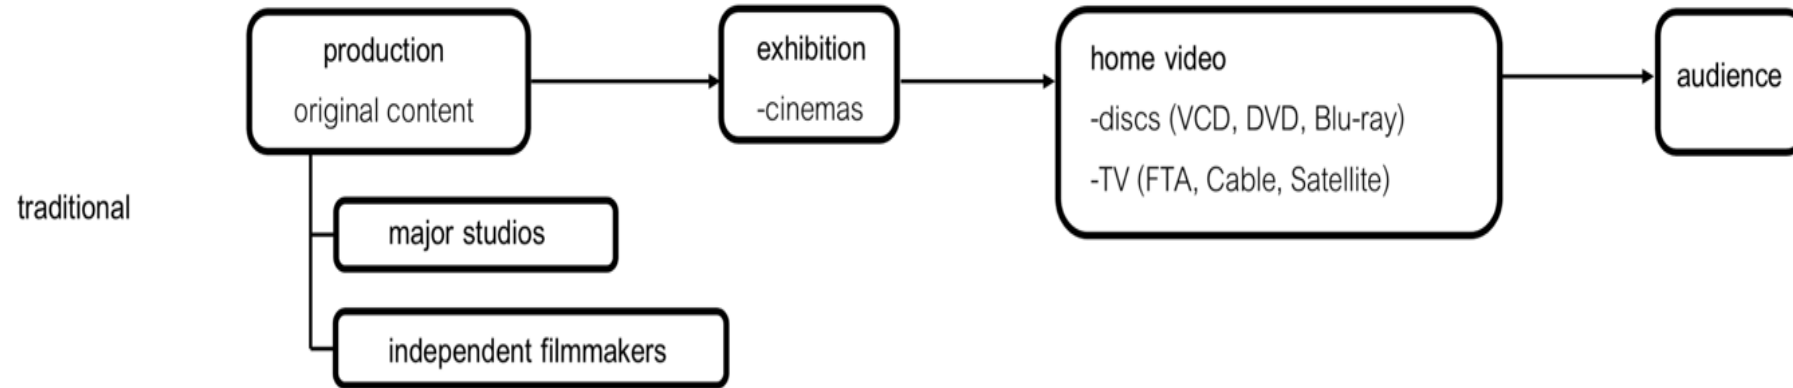 production
original content
exhibition
-cinemas
home video
-discs (VCD, DVD, Blu-ray)
-TV (FTA, Cable, Satellite)
audience
traditional
major studios
independent filmmakers